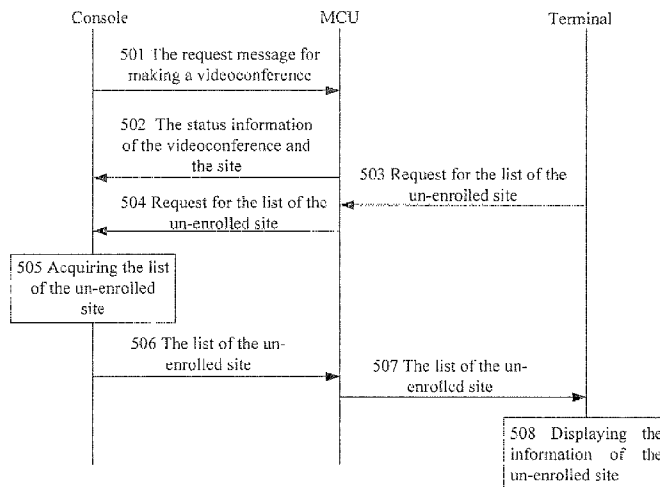 Console MCU Terminal
501 The request message for
making a videoconference
502 The status information
of the videoconference and
the site
503 Request for the list of the
un-enrolled site
504 Request for the list of the
un-enrolled site
505 Acquiring the list
of the un-enrolled
site
506 The list of the un-
enrolled site
507 The list of the un-
enrolled site
508 Displaying the
information of the
un-enrolled site